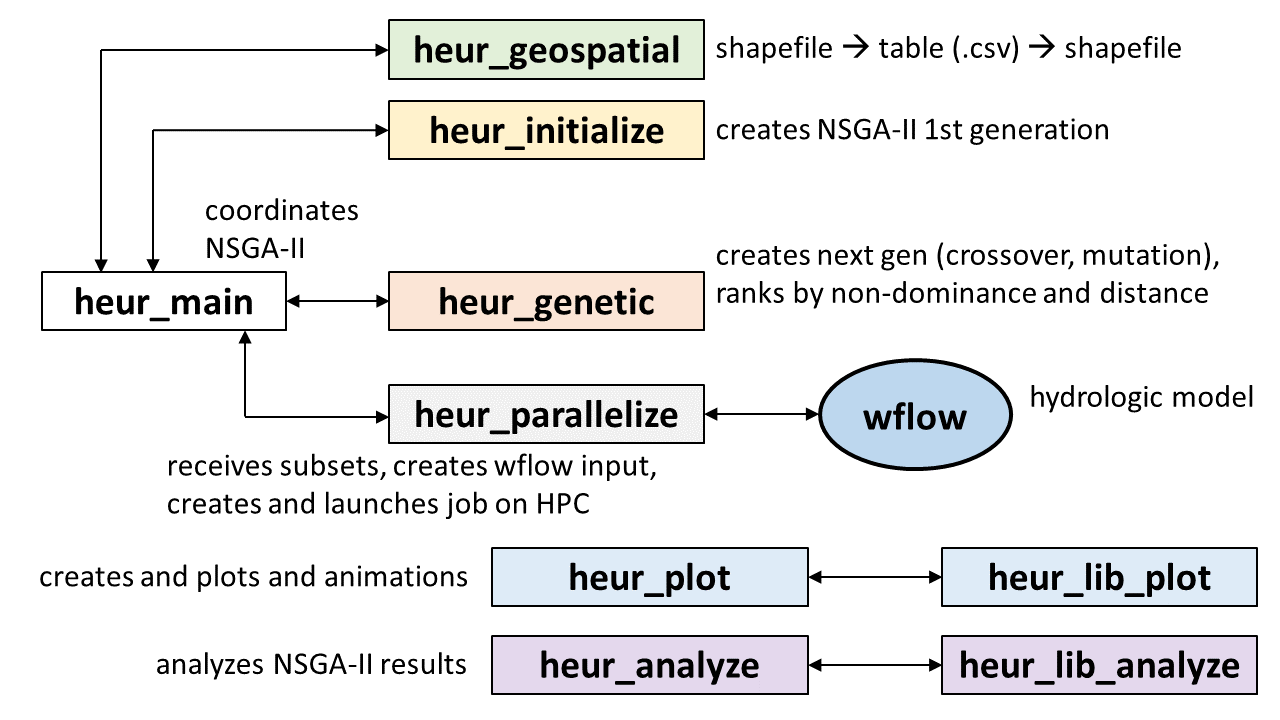 heur_geospatial
shapefile → table (.csv) → shapefile
heur_initialize
creates NSGA-II 1st generation
coordinates
NSGA-II
heur_main
heur_genetic
creates next gen (crossover, mutation),
ranks by non-dominance and distance
heur_parallelize
wflow
hydrologic model
receives subsets, creates wflow input,
creates and launches job on HPC
creates and plots and animations
heur_plot
heur_lib_plot
analyzes NSGA-II results
heur_analyze
heur_lib_analyze